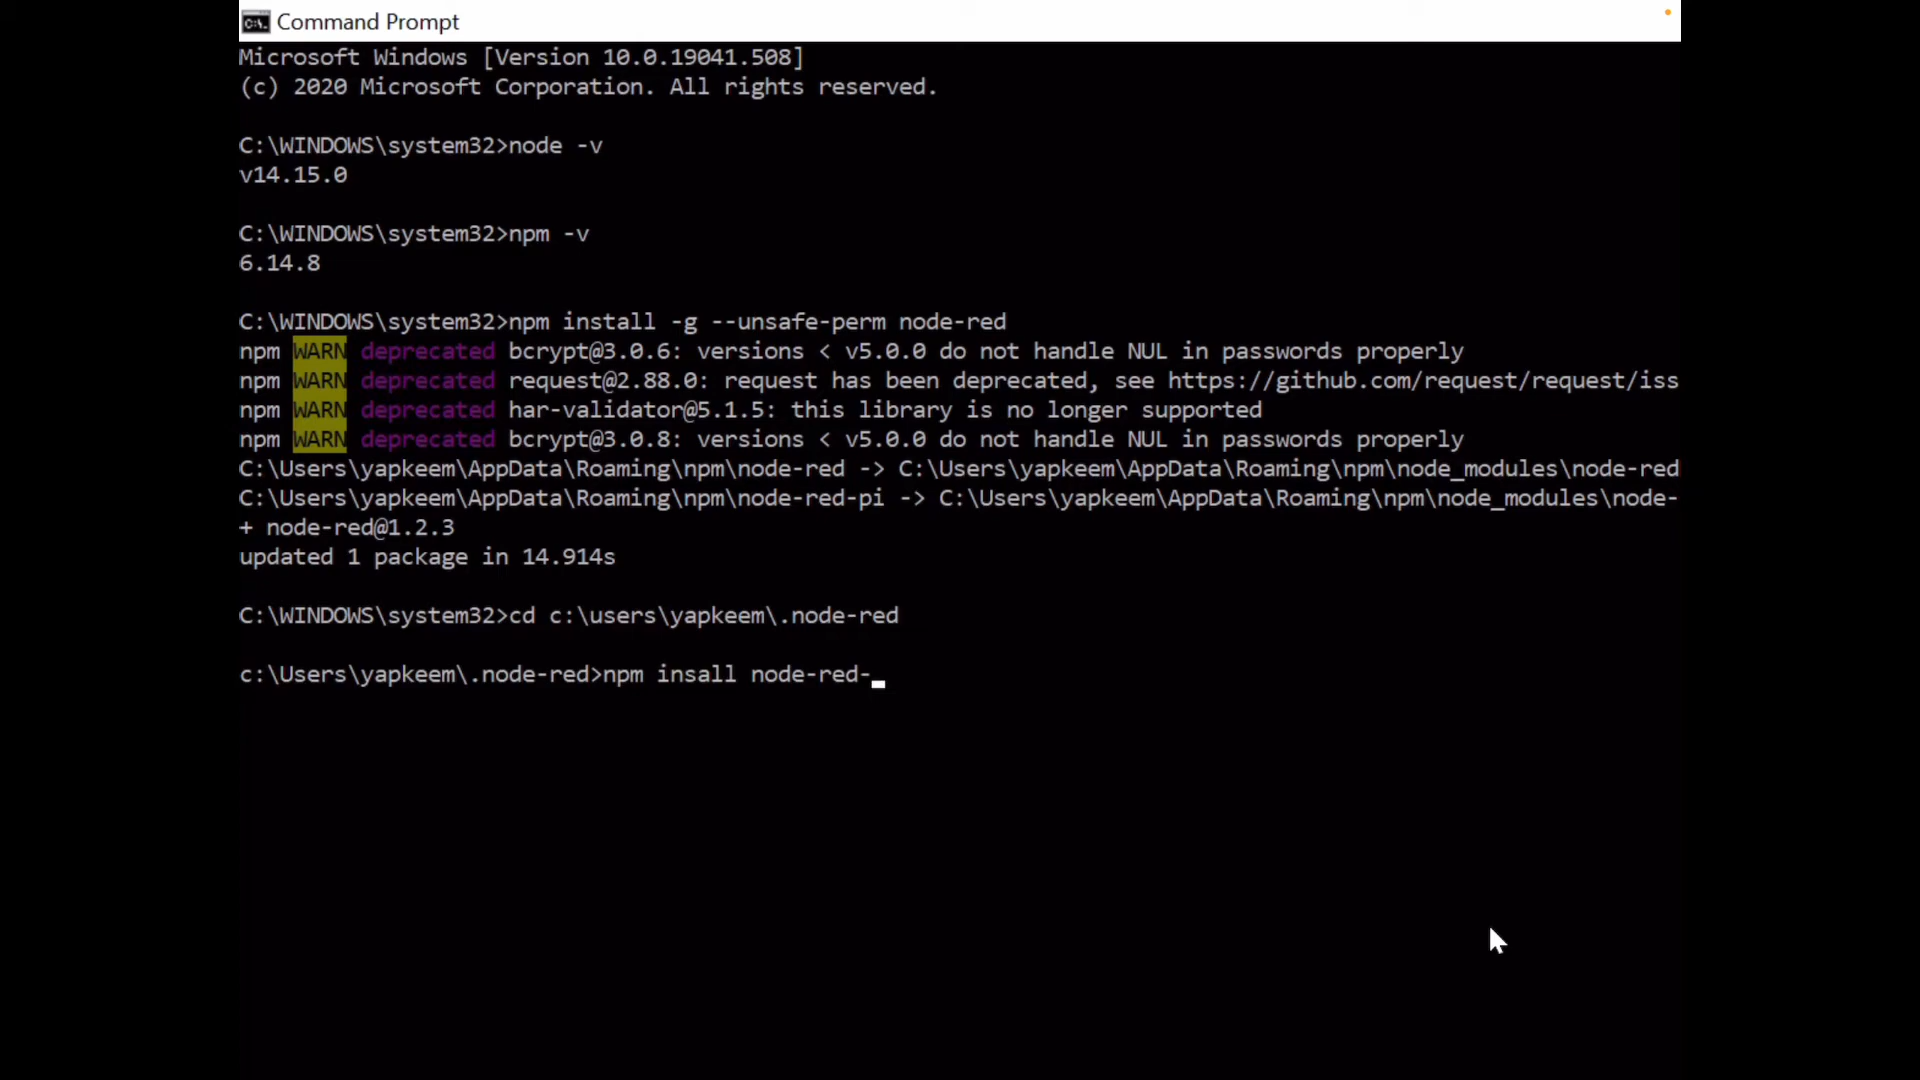 Command Prompt
Microsoft Windows [Version 10.0.19041.508]
(c) 2020 Microsoft Corporation. All rights reserved.
C:\WINDOWS\system32>node -v
v14.15.0
C:\WINDOWS\system32>npm -v
6.14.8
C:\WINDOWS\system32>npm install -g --unsafe-perm node-red
npm WARN deprecated bcrypt@3.0.6: versions < v5.0.0 do not handle NUL in passwords properly
npm WARN deprecated request@2.88.0: request has been deprecated, see https://github.com/request/request/iss
npm WARN deprecated har-validator@5.1.5: this library is no longer supported
npm WARN deprecated bcrypt@3.0.8: versions < v5.0.0 do not handle NUL in passwords properly
C:\Users\yapkeem\AppData\Roaming\npm\node-red -> C:\Users\yapkeem\AppData\Roaming\npm\node_modules\node-red
C:\Users\yapkeem\AppData\Roaming\npm\node-red-pi -> C:\Users\yapkeem\AppData\Roaming\npm\node_modules\node-
+ node-red@1.2.3
updated 1 package in 14.914s
C:\WINDOWS\system32>cd c:\users\yapkeem\.node-red
c:\Users\yapkeem\.node-red>npm insall node-red-